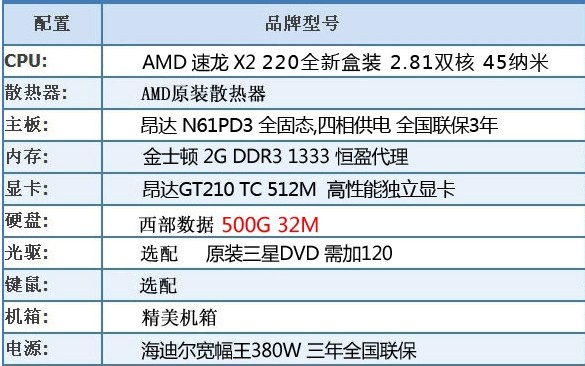 配置 品牌型号
CPU: AMD 速龙 X2 220全新盒装 2.81双核 45纳米
散热器: AMD原装散热器
主板: 昂达 N61PD3 全固态,四相供电 全国联保3年
内存: 金士顿 2G DDR3 1333 恒盈代理
显卡: 昂达GT210 TC 512M 高性能独立显卡
硬盘: 西部数据 500G 32M
光驱: 选配 原装三星DVD 需加120
键鼠: 选配
机箱: 精美机箱
电源: 海迪尔宽幅王380W 三年全国联保